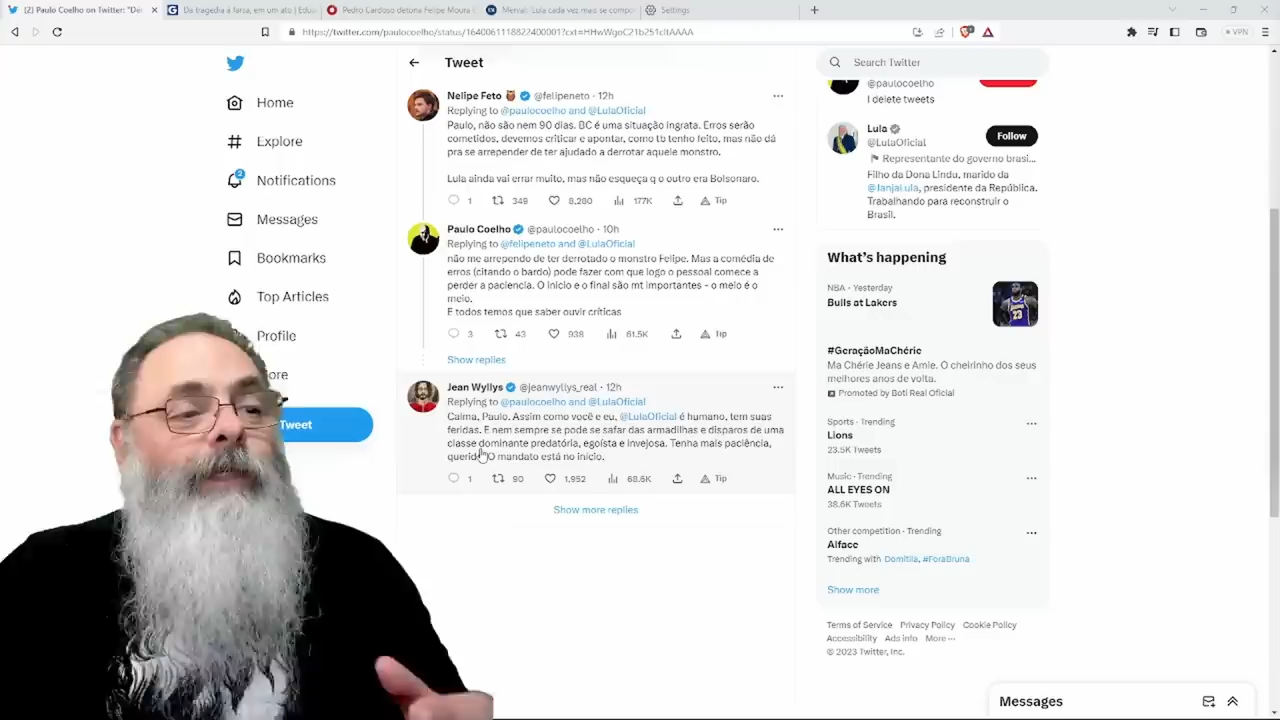 (2) Paulo Coelho on Twitter: "De
Da tragédia à farsa, em um ato | Edu
Pedro Cardoso detona Felipe Moura
Merval: Lula cada vez mais se compo
Settings
https://twitter.com/paulocoelho/status/
VPN
Home
Explore
2
Notifications
Messages
Bookmarks
Top Articles
Profile
ore
Tweet
Tweet
Nelipe Feto @felipeneto · 12h
Replying to @paulocoelho and @LulaOficial
Paulo, não são nem 90 dias. BC é uma situação ingrata. Erros serão
cometidos, devemos criticar e apontar, como tb tenho feito, mas não dá
pra se arrepender de ter ajudado a derrotar aquele monstro.
Lula ainda vai errar muito, mas não esqueça q o outro era Bolsonaro.
1 349 8,280 177K Tip
Paulo Coelho @paulocoelho · 10h
Replying to @felipeneto and @LulaOficial
não me arrependo de ter derrotado o monstro Felipe. Mas a comédia de
erros (citando o bardo) pode fazer com que logo o pessoal comece a
perder a paciencia. O Inicio e o final são mt importantes - o meio é o
meio.
E todos temos que saber ouvir críticas
3 43 938 61.5K Tip
Show replies
Jean Wyllys @jeanwyllys_real · 12h
Replying to @paulocoelho and @LulaOficial
Calma, Paulo. Assim como você e eu, @LulaOficial é humano, tem suas
feridas. E nem sempre se pode se safar das armadilhas e disparos de uma
classe dominante predatória, egoísta e invejosa. Tenha mais paciência,
querido O mandato está no início.
1 90 1,952 68.6K Tip
Show more replies
Search Twitter
@paulocoelho
I delete tweets
Lula
@LulaOficial
Follow
Representante do governo brasi...
Filho da Dona Lindu, marido da
@JanjaLula, presidente da República.
Trabalhando para reconstruir o
Brasil.
What's happening
NBA · Yesterday
Bulls at Lakers
#GeraçãoMaChérie
Ma Chérie Jeans e Amie. O cheirinho dos seus
melhores anos de volta.
Promoted by Boti Real Oficial
Sports · Trending
Lions
23.5K Tweets
Music · Trending
ALL EYES ON
38.6K Tweets
Other competition · Trending
Alface
Trending with Domitila, #ForaBruna
Show more
Terms of Service Privacy Policy Cookie Policy
Accessibility Ads info More ···
© 2023 Twitter, Inc.
Messages